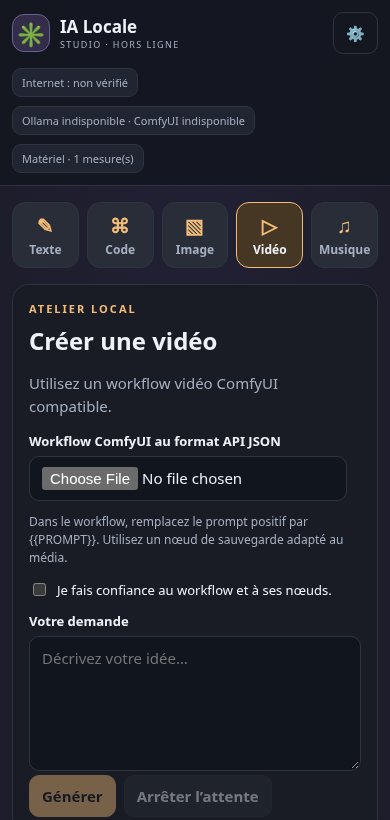 IA Locale
STUDIO · HORS LIGNE
Internet : non vérifié
Ollama indisponible · ComfyUI indisponible
Matériel · 1 mesure(s)
Texte
Code
Image
Vidéo
Musique
ATELIER LOCAL
Créer une vidéo
Utilisez un workflow vidéo ComfyUI
compatible.
Workflow ComfyUI au format API JSON
Choose File No file chosen
Dans le workflow, remplacez le prompt positif par
{{PROMPT}}. Utilisez un nœud de sauvegarde adapté au
média.
Je fais confiance au workflow et à ses nœuds.
Votre demande
Décrivez votre idée…
Générer
Arrêter l’attente